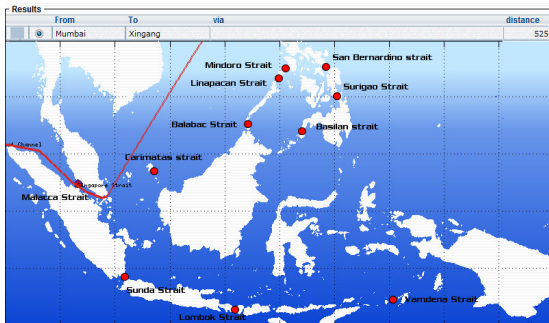 Results
From To via distance
Mumbai Xingang 525
San Bernardino strait
Mindoro Strait
Linapacan Strait
Surigao Strait
Balabac Strait
Basilan strait
Channel
Carimatas strait
Strait
Malacca Strait
Sunda Strait
Vamdena Strait
Lombok Strait